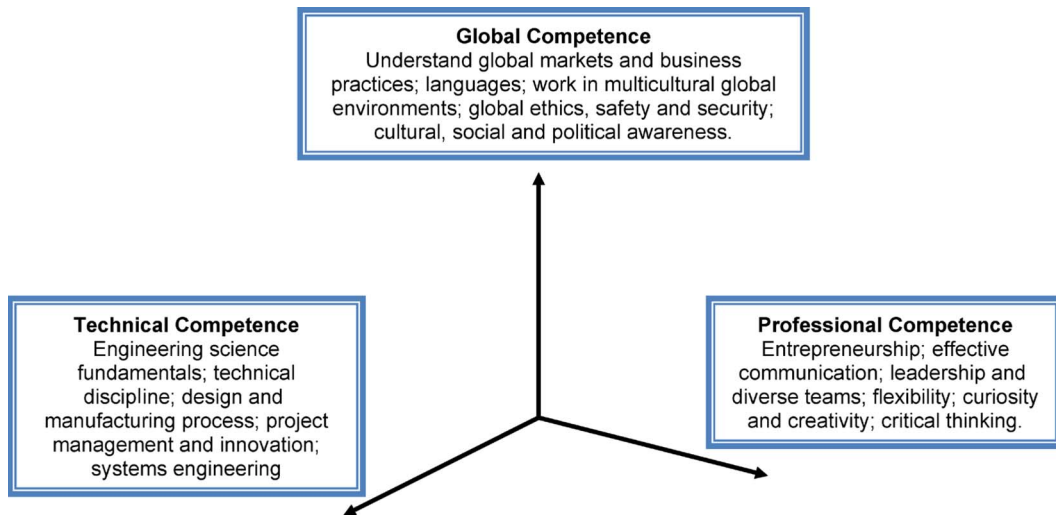 Global Competence
Understand global markets and business
practices; languages; work in multicultural global
environments; global ethics, safety and security;
cultural, social and political awareness.
Technical Competence
Engineering science
fundamentals; technical
discipline; design and
manufacturing process; project
management and innovation;
systems engineering
Professional Competence
Entrepreneurship; effective
communication; leadership and
diverse teams; flexibility; curiosity
and creativity; critical thinking.